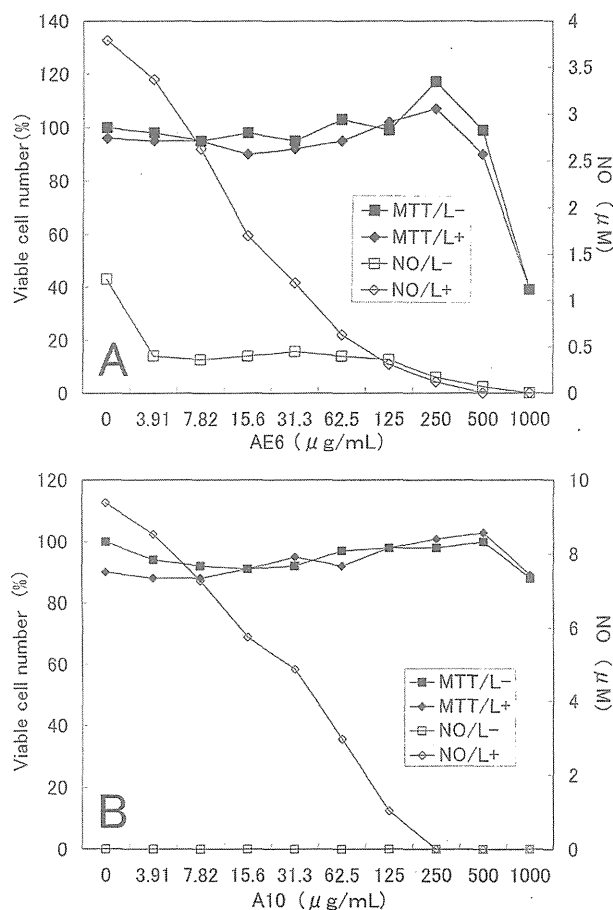 140
120
100
80
60
40
20
0
4
3.5
3
2.5
2
1.5
1
0.5
0
Viable cell number(%)
NO (μM)
MTT/L-
MTT/L+
NO/L-
NO/L+
A
0 3.91 7.82 15.6 31.3 62.5 125 250 500 1000
AE6 (μg/mL)
120
100
80
60
40
20
0
10
8
6
4
2
0
Viable cell number (%)
NO (μM)
MTT/L-
MTT/L+
NO/L-
NO/L+
B
0 3.91 7.82 15.6 31.3 62.5 125 250 500 1000
A10 (μg/mL)